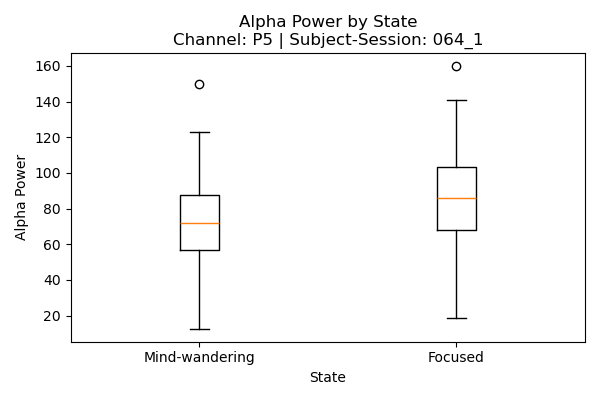 Alpha Power by State
Channel: P5 | Subject-Session: 064_1
160
140
120
100
80
60
40
20
Alpha Power
Mind-wandering
Focused
State